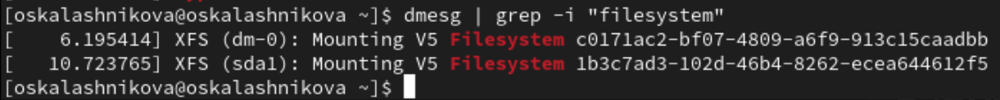 [oskalashnikova@oskalashnikova ~]$ dmesg | grep -i "filesystem"
[    6.195414] XFS (dm-0): Mounting V5 Filesystem c0171ac2-bf07-4809-a6f9-913c15caadbb
[   10.723765] XFS (sda1): Mounting V5 Filesystem 1b3c7ad3-102d-46b4-8262-ecea644612f5
[oskalashnikova@oskalashnikova ~]$